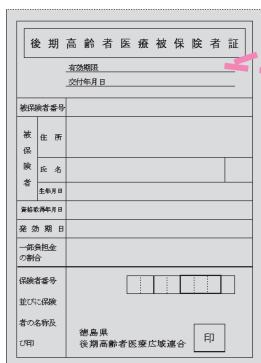 後期高齢者医療被保険者証
有効期限
交付年月日
被保険者番号
被保険者
住所
氏名
生年月日
資格取得年月日
発効期日
一部負担金
の割合
保険者番号
並びに保険
者の名称及
び印
徳島県
後期高齢者医療広域連合
印